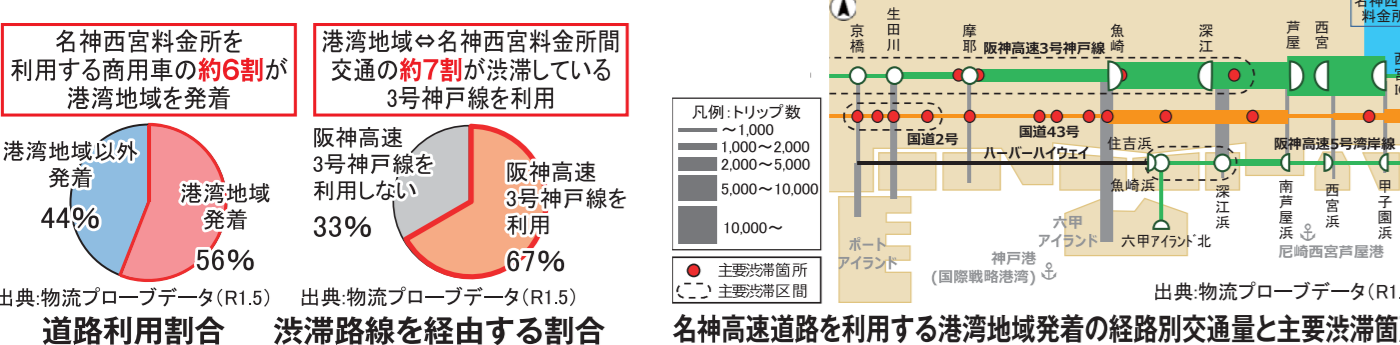 名神西宮料金所を
利用する商用車の約6割が
港湾地域を発着
港湾地域以外
発着
44%
港湾地域
発着
56%
出典:物流プローブデータ(R1.5)
道路利用割合
港湾地域⇔名神西宮料金所間
交通の約7割が渋滞している
3号神戸線を利用
阪神高速
3号神戸線を
利用しない
33%
阪神高速
3号神戸線を
利用
67%
出典:物流プローブデータ(R1.5)
渋滞路線を経由する割合
凡例:トリップ数
～1,000
1,000～2,000
2,000～5,000
5,000～10,000
10,000～
主要渋滞箇所
主要渋滞区間
名神西
料金所
京橋
生田川
摩耶
阪神高速3号神戸線
魚崎
深江
芦屋
西宮
西宮IC
国道2号
国道43号
ハーバーハイウェイ
住吉浜
阪神高速5号湾岸線
魚崎浜
深江浜
南芦屋浜
西宮浜
甲子園浜
ポート
アイランド
六甲
アイランド
六甲アイランド北
神戸港
(国際戦略港湾)
尼崎西宮芦屋港
出典:物流プローブデータ(R1.
名神高速道路を利用する港湾地域発着の経路別交通量と主要渋滞箇